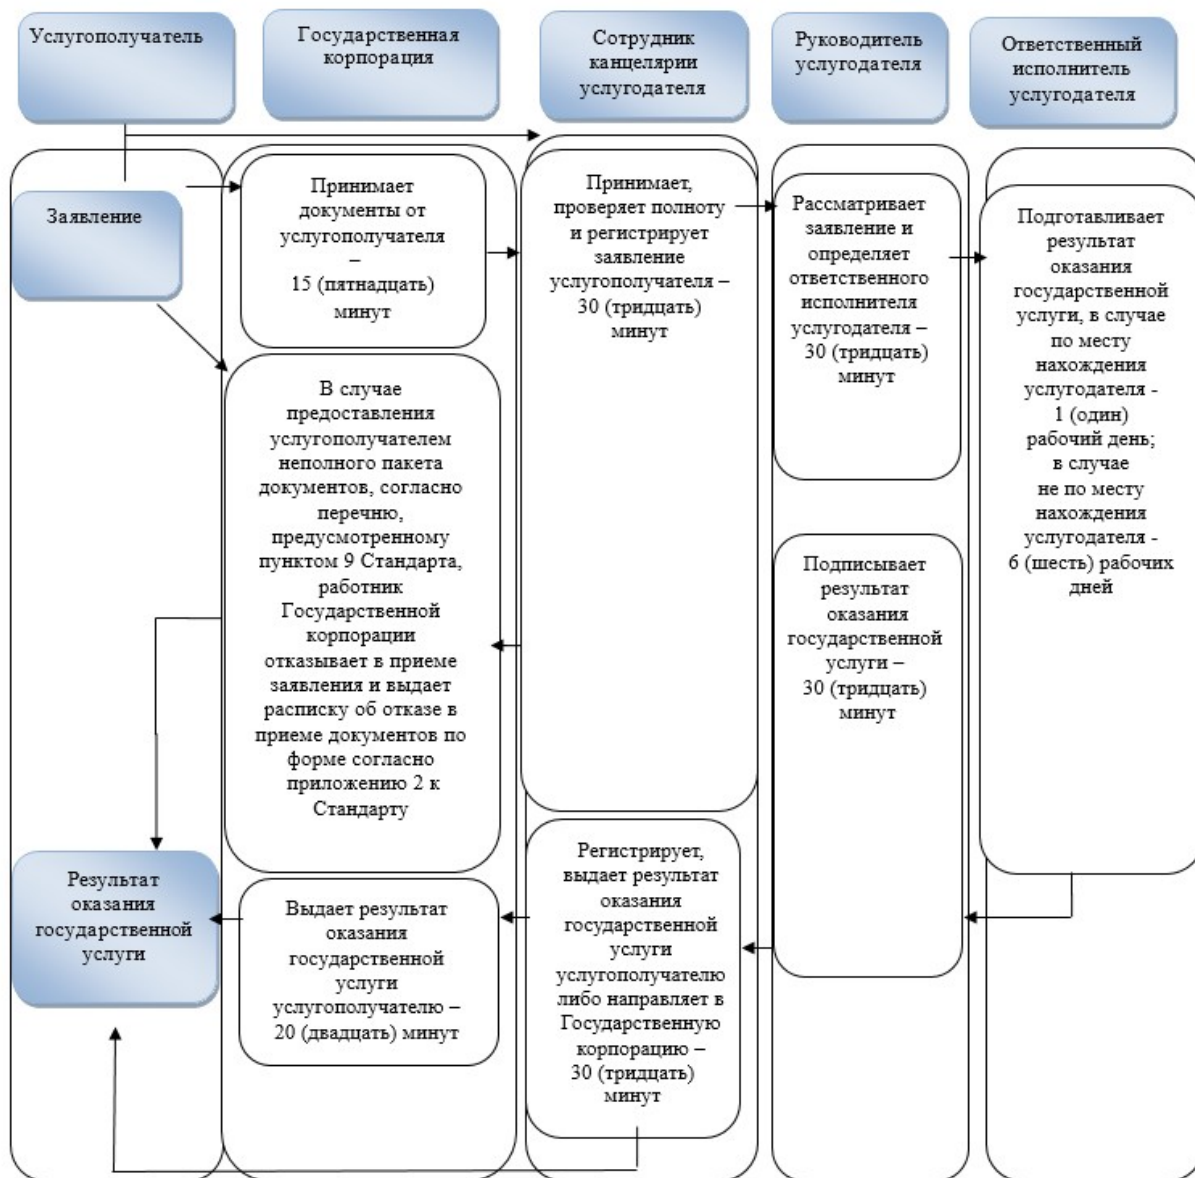 Услугополучатель
Государственная
корпорация
Сотрудник
канцелярии
услугодателя
Руководитель
услугодателя
Ответственный
исполнитель
услугодателя
Заявление
Принимает
документы от
услугополучателя
–
15 (пятнадцать)
минут
Принимает,
проверяет полноту
и регистрирует
заявление
услугополучателя –
30 (тридцать)
минут
Рассматривает
заявление и
определяет
ответственного
исполнителя
услугодателя –
30 (тридцать)
минут
Подготавливает
результат
оказания
государственной
услуги, в случае
по месту
нахождения
услугодателя -
1 (один)
рабочий день;
в случае
не по месту
нахождения
услугодателя -
6 (шесть) рабочих
дней
В случае
предоставления
услугополучателем
неполного пакета
документов, согласно
перечню,
предусмотренному
пунктом 9 Стандарта,
работник
Государственной
корпорации
отказывает в приеме
заявления и выдает
расписку об отказе в
приеме документов по
форме согласно
приложению 2 к
Стандарту
Подписывает
результат
оказания
государственной
услуги –
30 (тридцать)
минут
Результат
оказания
государственной
услуги
Выдает результат
оказания
государственной
услуги
услугополучателю –
20 (двадцать) минут
Регистрирует,
выдает результат
оказания
государственной
услуги
услугополучателю
либо направляет в
Государственную
корпорацию –
30 (тридцать)
минут